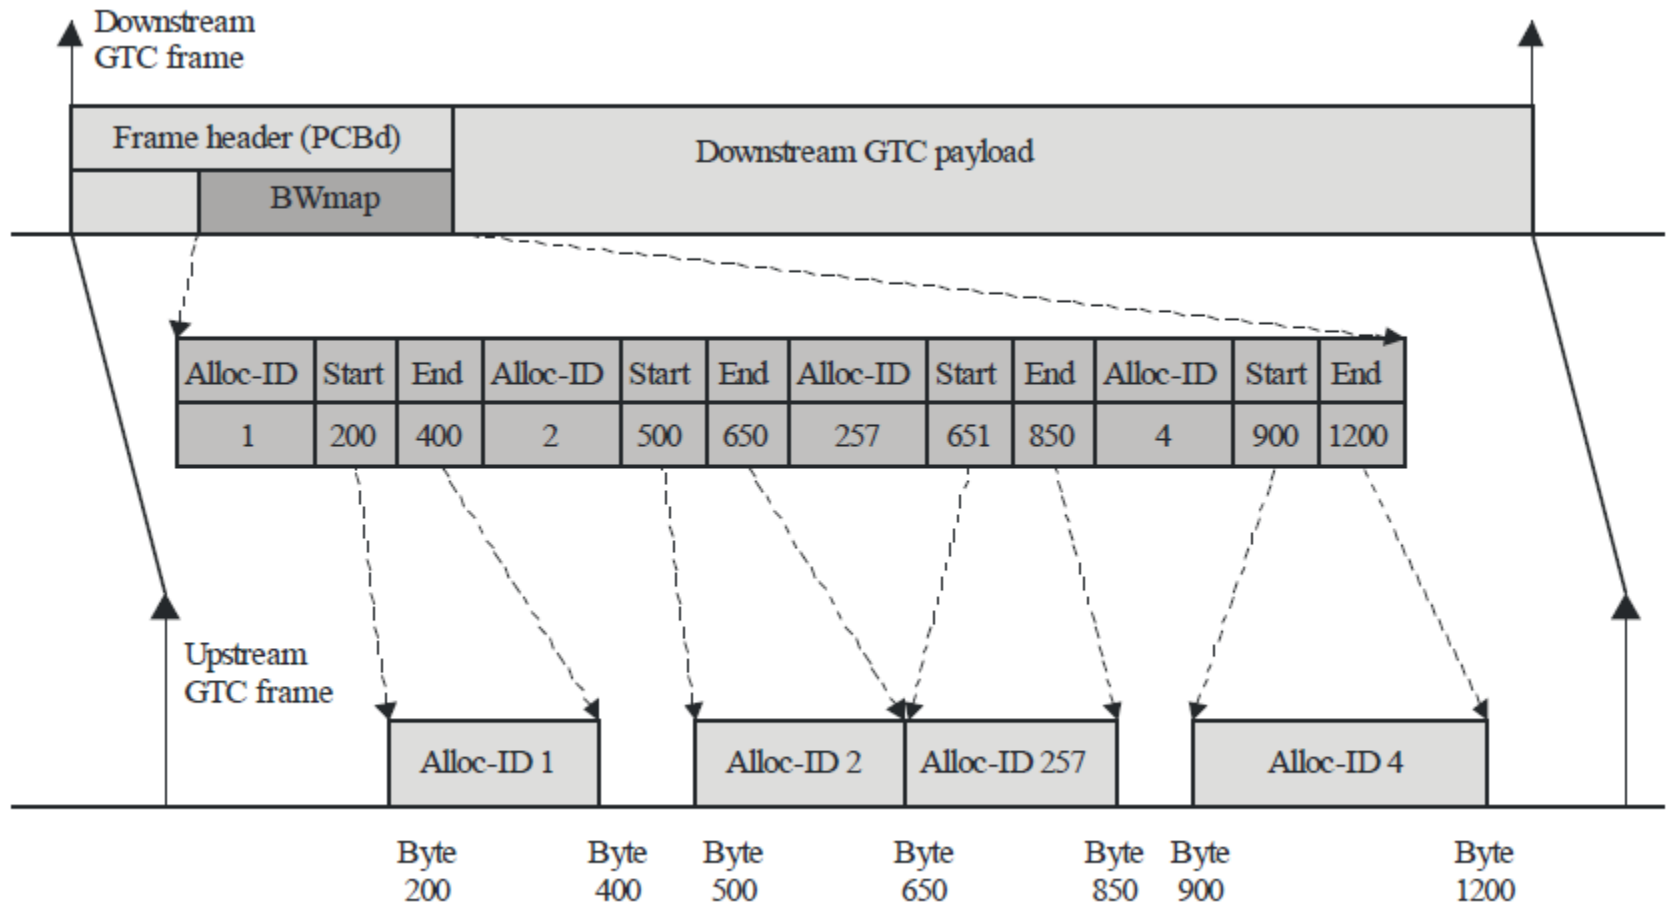 Downstream
GTC frame
Frame header (PCBd)
Downstream GTC payload
BWmap
Alloc-ID Start End Alloc-ID Start End Alloc-ID Start End Alloc-ID Start End
1 200 400 2 500 650 257 651 850 4 900 1200
Upstream
GTC frame
Alloc-ID 1 Alloc-ID 2 Alloc-ID 257 Alloc-ID 4
Byte Byte Byte Byte Byte Byte Byte
200 400 500 650 850 900 1200